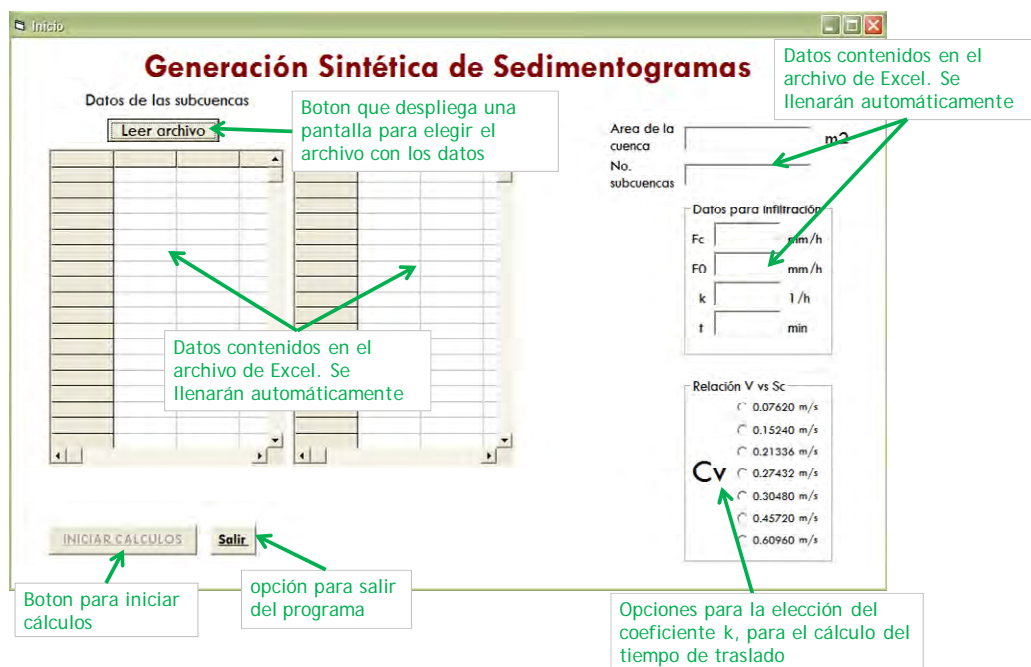 Inicio
Generación Sintética de Sedimentogramas
Datos de las subcuencas
Leer archivo
Boton que despliega una
pantalla para elegir el
archivo con los datos
Datos contenidos en el
archivo de Excel. Se
llenarán automáticamente
Area de la
cuenca
m2
No.
subcuencas
Datos para Infiltración
Fc mm/h
F0 mm/h
k 1/h
t min
Datos contenidos en el
archivo de Excel. Se
llenarán automáticamente
Relación V vs Sc
Cv
0.07620 m/s
0.15240 m/s
0.21336 m/s
0.27432 m/s
0.30480 m/s
0.45720 m/s
0.60960 m/s
INICIAR CALCULOS
Salir
Boton para iniciar
cálculos
opción para salir
del programa
Opciones para la elección del
coeficiente k, para el cálculo del
tiempo de traslado